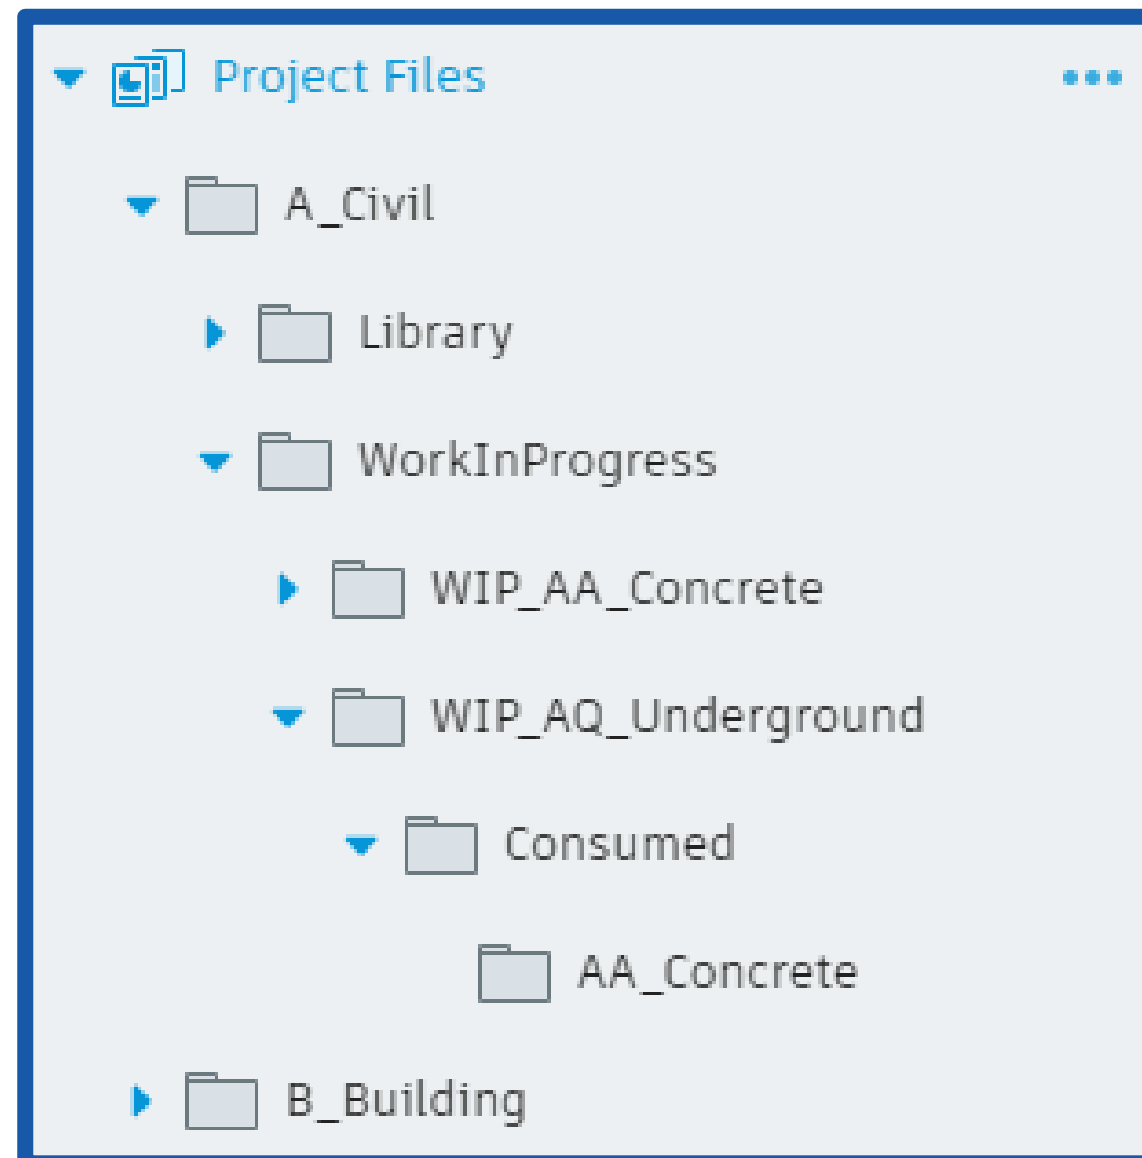 Project Files
A_Civil
Library
WorkInProgress
WIP_AA_Concrete
WIP_AQ_Underground
Consumed
AA_Concrete
B_Building